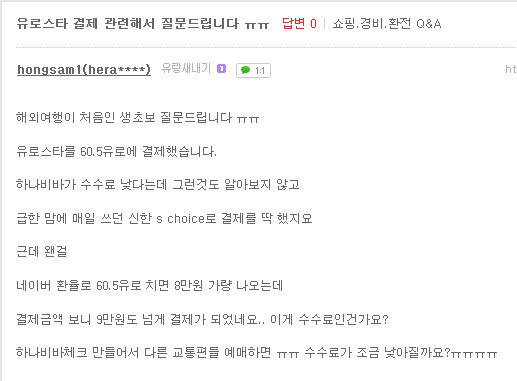 유로스타 결제 관련해서 질문드립니다 ㅠㅠ 답변 0 | 쇼핑.경비.환전 Q&A
hongsam1(hera****) 유랑새내기 1 1:1 ht
해외여행이 처음인 생초보 질문드립니다 ㅠㅠ
유로스타를 60.5유로에 결제했습니다.
하나비바가 수수료 낮다는데 그런것도 알아보지 않고
급한 맘에 매일 쓰던 신한 s choice로 결제를 딱 했지요
근데 왠걸
네이버 환율로 60.5유로 치면 8만원 가량 나오는데
결제금액 보니 9만원도 넘게 결제가 되었네요.. 이게 수수료인건가요?
하나비바체크 만들어서 다른 교통편들 예매하면 ㅠㅠ 수수료가 조금 낮아질까요?ㅠㅠㅠㅠ